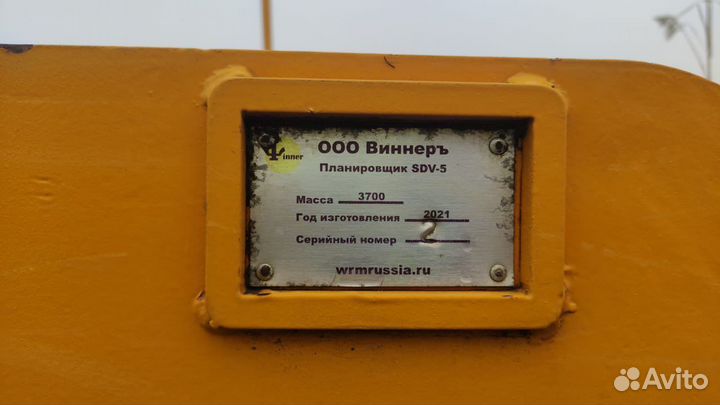 Winner
ООО Виннеръ
Планировщик SDV-5
Масса 3700
Год изготовления 2021
Серийный номер 2
wrmrussia.ru
Avito